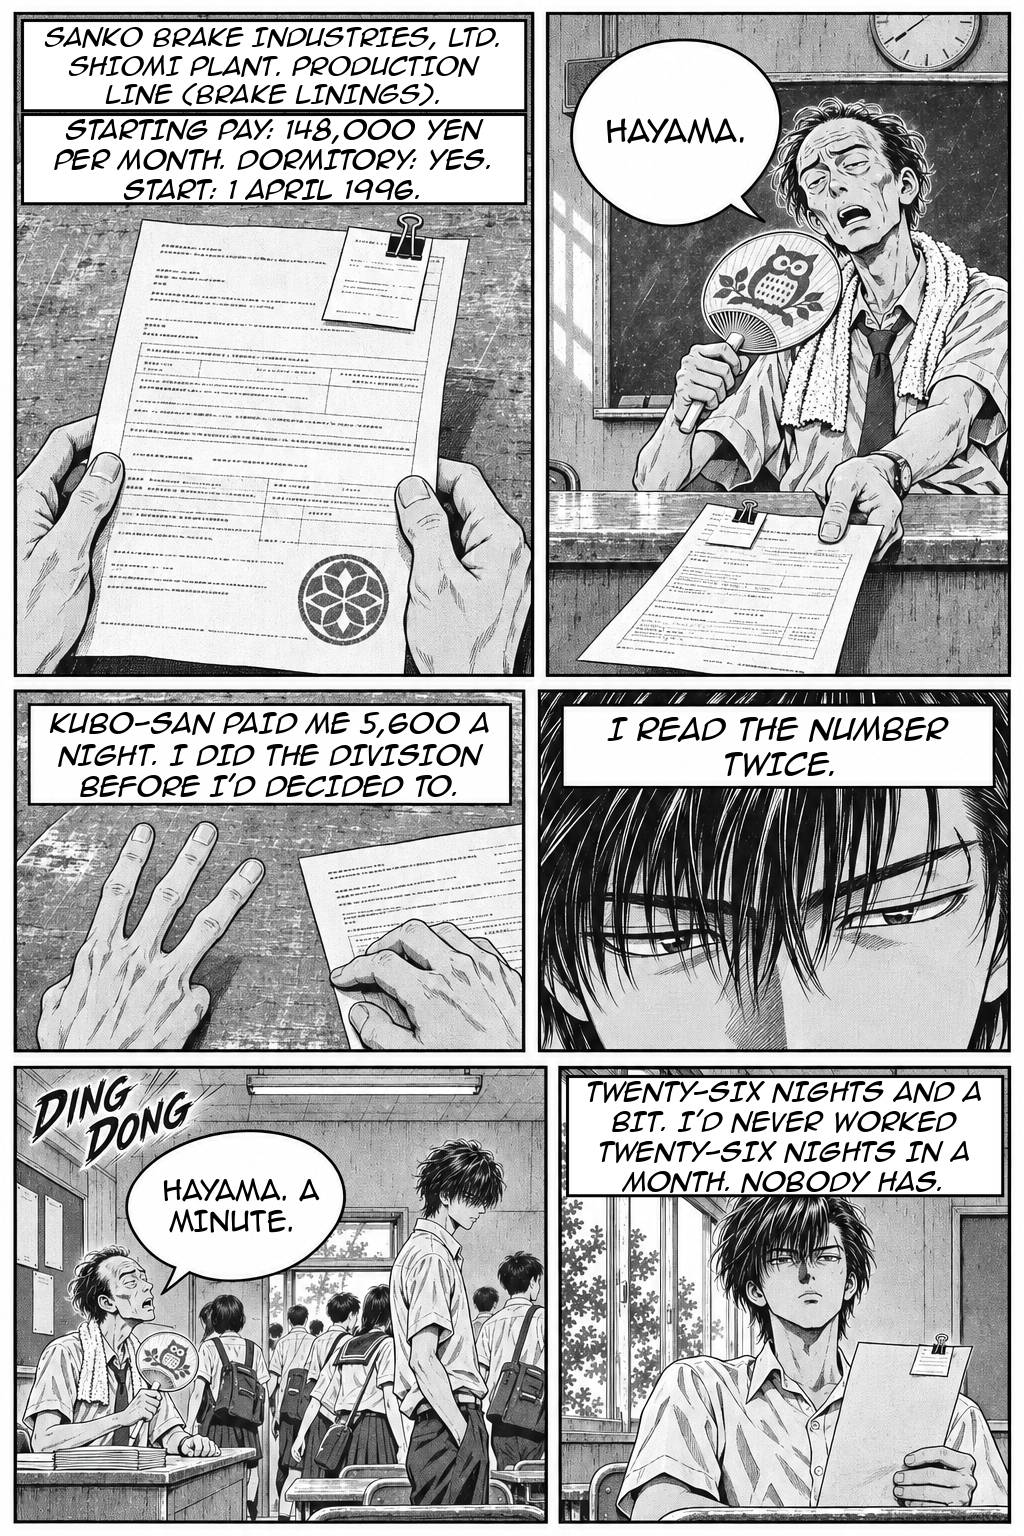 HAYAMA.
SANKO BRAKE INDUSTRIES, LTD.
SHIOMI PLANT. PRODUCTION
LINE (BRAKE LININGS).
STARTING PAY: 148,000 YEN
PER MONTH. DORMITORY: YES.
START: 1 APRIL 1996.
I READ THE NUMBER
TWICE.
KUBO-SAN PAID ME 5,600 A
NIGHT. I DID THE DIVISION
BEFORE I'D DECIDED TO.
TWENTY-SIX NIGHTS AND A
BIT. I'D NEVER WORKED
TWENTY-SIX NIGHTS IN A
MONTH. NOBODY HAS.
DING
DONG
HAYAMA. A
MINUTE.